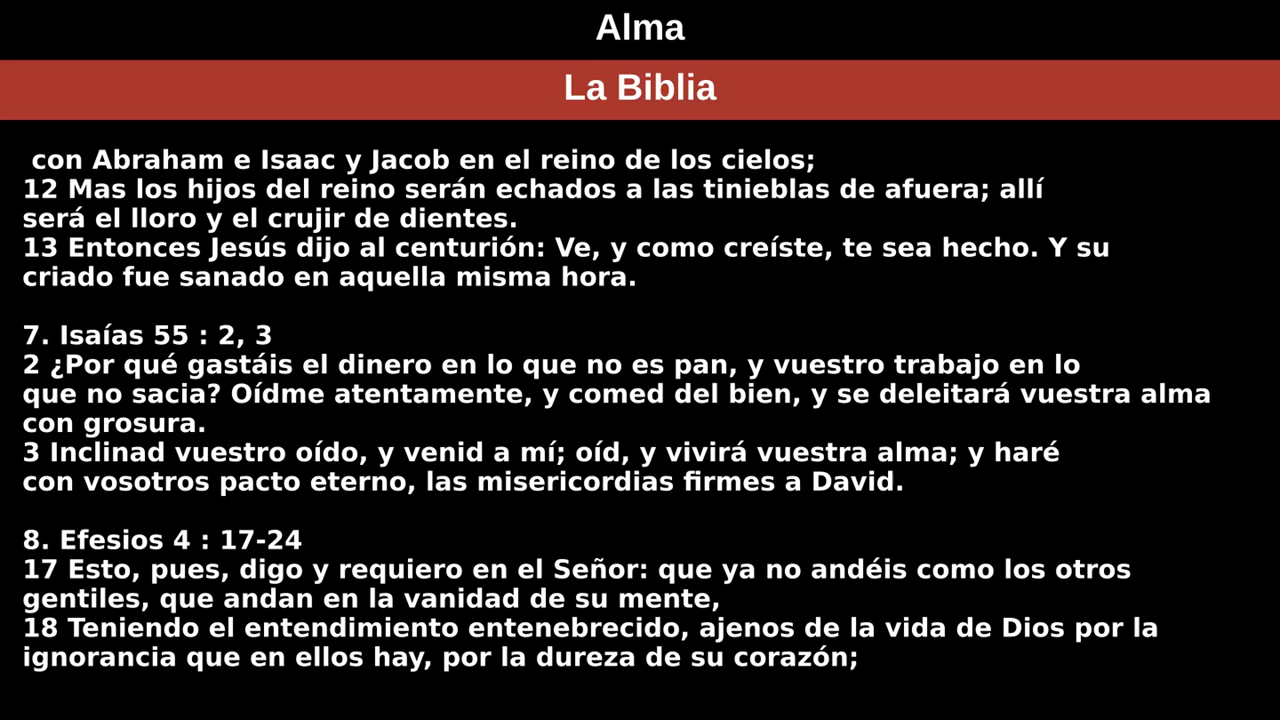 Alma
La Biblia
con Abraham e Isaac y Jacob en el reino de los cielos;
12 Mas los hijos del reino serán echados a las tinieblas de afuera; allí
será el lloro y el crujir de dientes.
13 Entonces Jesús dijo al centurión: Ve, y como creíste, te sea hecho. Y su
criado fue sanado en aquella misma hora.
7. Isaías 55 : 2, 3
2 ¿Por qué gastáis el dinero en lo que no es pan, y vuestro trabajo en lo
que no sacia? Oídme atentamente, y comed del bien, y se deleitará vuestra alma
con grosura.
3 Inclinad vuestro oído, y venid a mí; oíd, y vivirá vuestra alma; y haré
con vosotros pacto eterno, las misericordias firmes a David.
8. Efesios 4 : 17-24
17 Esto, pues, digo y requiero en el Señor: que ya no andéis como los otros
gentiles, que andan en la vanidad de su mente,
18 Teniendo el entendimiento entenebrecido, ajenos de la vida de Dios por la
ignorancia que en ellos hay, por la dureza de su corazón;